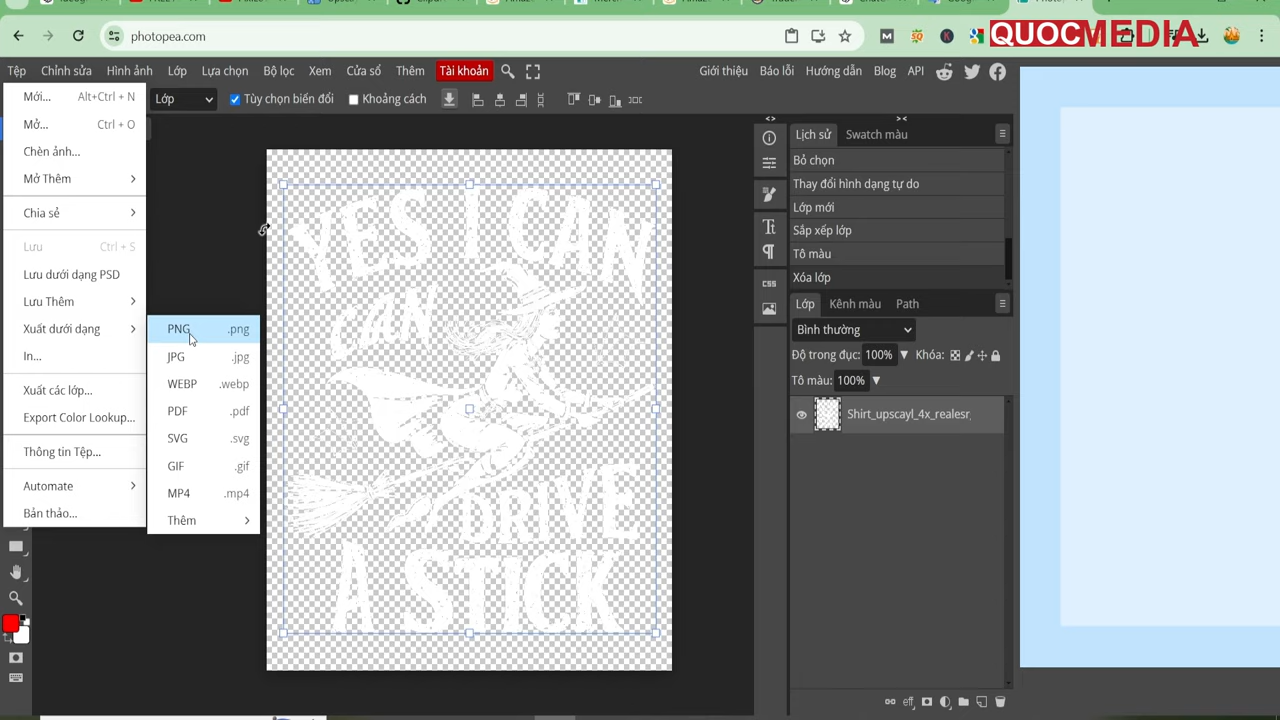 photopea.com
QUOCMEDIA
Tệp Chỉnh sửa Hình ảnh Lớp Lựa chọn Bộ lọc Xem Cửa sổ Thêm Tài khoản
Giới thiệu Báo lỗi Hướng dẫn Blog API
Lớp Tùy chọn biến đổi Khoảng cách
Mới... Alt+Ctrl + N
Mở... Ctrl + O
Chèn ảnh...
Mở Thêm
Chia sẻ
Lưu Ctrl + S
Lưu dưới dạng PSD
Lưu Thêm
Xuất dưới dạng
In...
Xuất các lớp...
Export Color Lookup...
Thông tin Tệp...
Automate
Bản thảo...
PNG .png
JPG .jpg
WEBP .webp
PDF .pdf
SVG .svg
GIF .gif
MP4 .mp4
Thêm
YES I CAN
CAN
DRIVE
A STICK
< > > <
Lịch sử Swatch màu
Bỏ chọn
Thay đổi hình dạng tự do
Lớp mới
Sắp xếp lớp
Tô màu
Xóa lớp
CSS
Lớp Kênh màu Path
Bình thường
Độ trong đục: 100% Khóa:
Tô màu: 100%
Shirt_upscayl_4x_realesr
eff